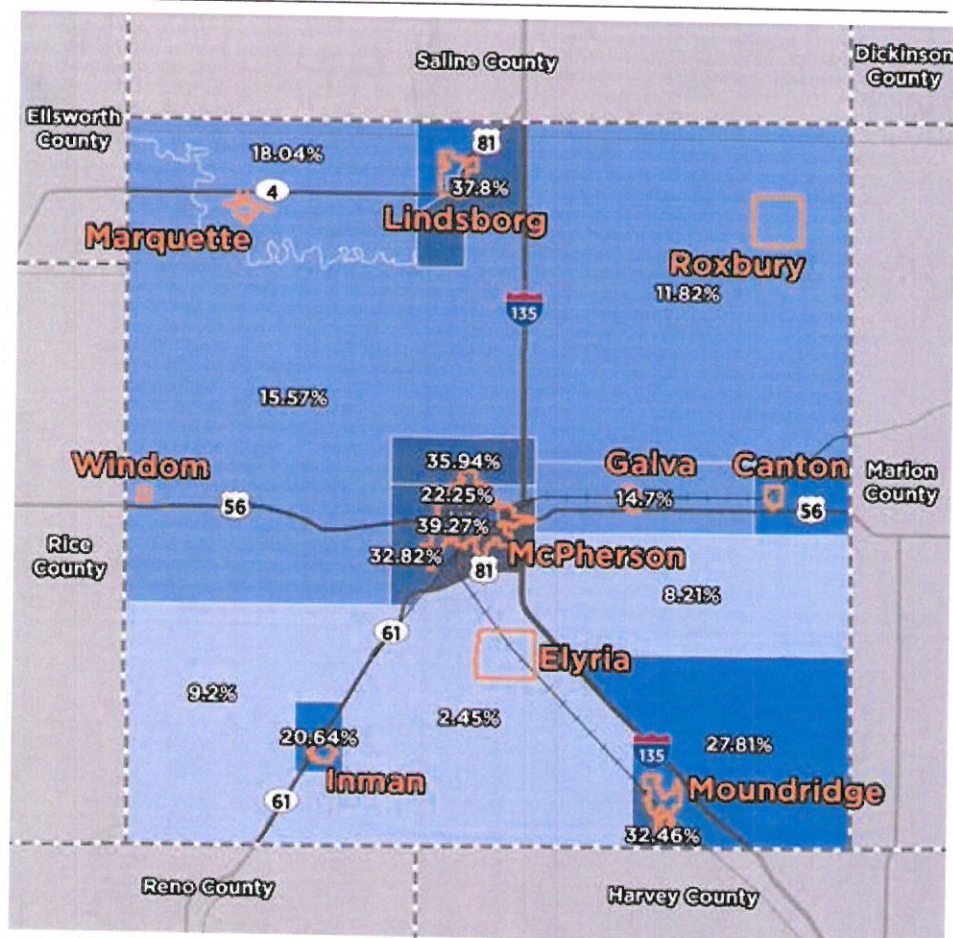 Saline County
Dickinson
County
Ellsworth
County
81
18.04%
4
37.8%
Marquette
Lindsborg
Roxbury
11.82%
135
15.57%
35.94%
Windom
Galva
Canton
Marion
County
22.25%
14.7%
56
56
39.27%
Rice
County
32.82%
McPherson
81
8.21%
61
Elyria
9.2%
2.45%
20.64%
27.81%
135
Inman
Moundridge
61
32.46%
Reno County
Harvey County